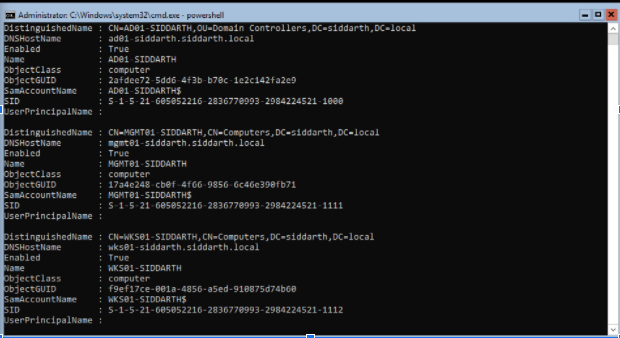 Administrator: C:\Windows\system32\cmd.exe - powershell
DistinguishedName : CN=AD01-SIDDARTH,OU=Domain Controllers,DC=siddarth,DC=local
DNSHostName : ad01-siddarth.siddarth.local
Enabled : True
Name : AD01-SIDDARTH
ObjectClass : computer
ObjectGUID : 2afdee72-5dd6-4f3b-b70c-1e2c142fa2e9
SamAccountName : AD01-SIDDARTH$
SID : S-1-5-21-605052216-2836770993-2984224521-1000
UserPrincipalName :
DistinguishedName : CN=MGMT01-SIDDARTH,CN=Computers,DC=siddarth,DC=local
DNSHostName : mgmt01-siddarth.siddarth.local
Enabled : True
Name : MGMT01-SIDDARTH
ObjectClass : computer
ObjectGUID : 17a4e248-cb0f-4f66-9856-6c46e390fb71
SamAccountName : MGMT01-SIDDARTH$
SID : S-1-5-21-605052216-2836770993-2984224521-1111
UserPrincipalName :
DistinguishedName : CN=WKS01-SIDDARTH,CN=Computers,DC=siddarth,DC=local
DNSHostName : wks01-siddarth.siddarth.local
Enabled : True
Name : WKS01-SIDDARTH
ObjectClass : computer
ObjectGUID : f9ef17ce-001a-4856-a5ed-910875d74b60
SamAccountName : WKS01-SIDDARTH$
SID : S-1-5-21-605052216-2836770993-2984224521-1112
UserPrincipalName :